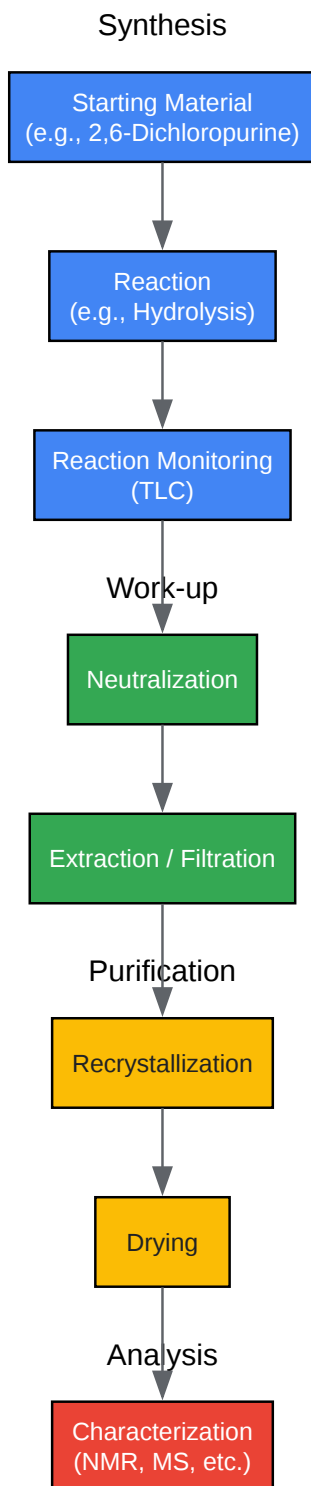 Synthesis
Starting Material
(e.g., 2,6-Dichloropurine)
Reaction
(e.g., Hydrolysis)
Reaction Monitoring
(TLC)
Work-up
Neutralization
Extraction / Filtration
Purification
Recrystallization
Drying
Analysis
Characterization
(NMR, MS, etc.)